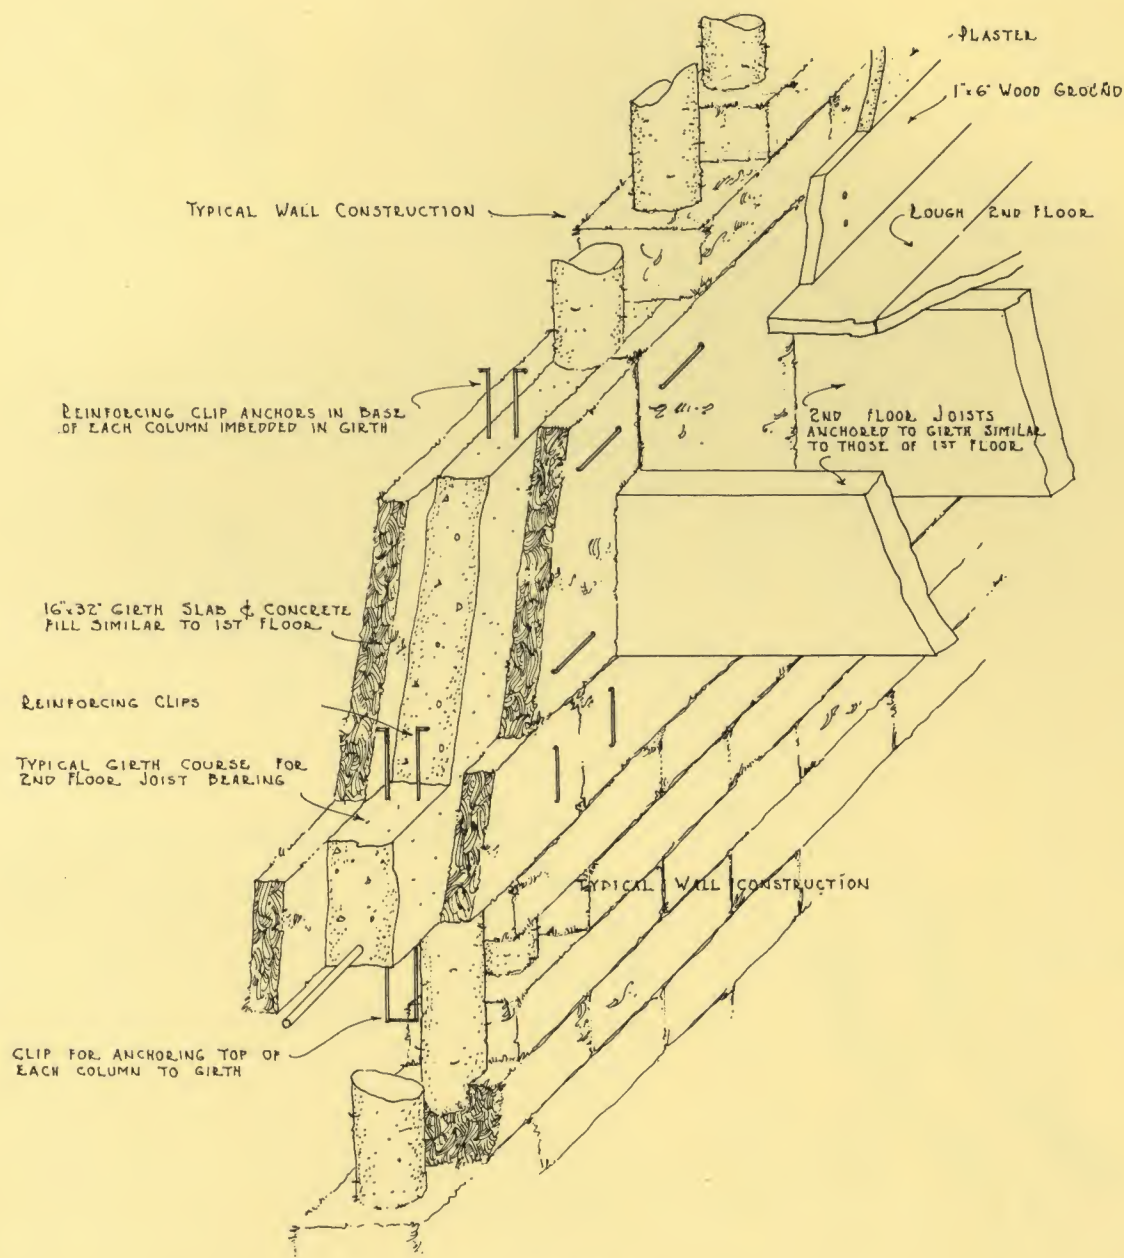 PLASTER
1"x6" WOOD GROUND
TYPICAL WALL CONSTRUCTION
ROUGH 2ND FLOOR
REINFORCING CLIP ANCHORS IN BASE
OF EACH COLUMN IMBEDDED IN GIRTH
2ND FLOOR JOISTS
ANCHORED TO GIRTH SIMILAR
TO THOSE OF 1ST FLOOR
16"x32" GIRTH SLAB & CONCRETE
FILL SIMILAR TO 1ST FLOOR
REINFORCING CLIPS
TYPICAL GIRTH COURSE FOR
2ND FLOOR JOIST BEARING
TYPICAL WALL CONSTRUCTION
CLIP FOR ANCHORING TOP OF
EACH COLUMN TO GIRTH